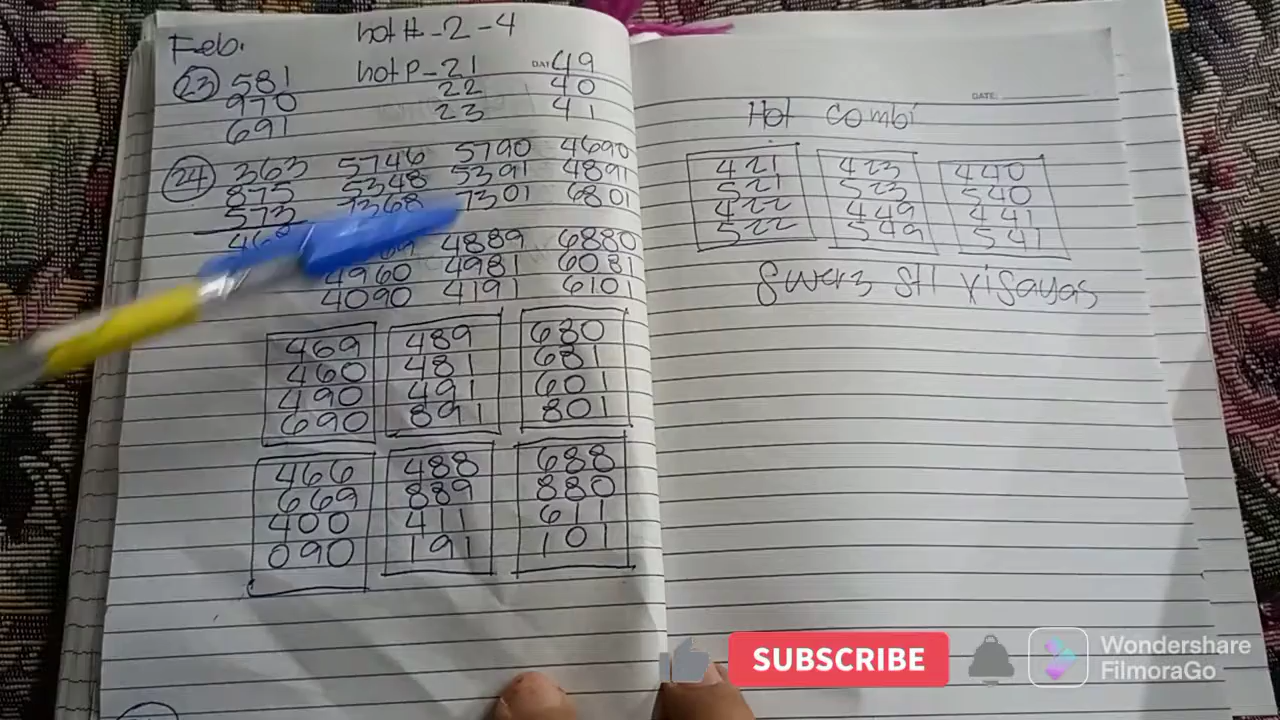 Feb. hot # - 2 - 4
23 581 hot P - 21 49
970 22 40
691 23 41
24 363 5746 5790 4690
875 5348 5391 4891
573 7368 7301 6801
4889 6880
4960 4981 6081
4090 4191 6101
469 489 680
460 481 681
490 491 601
690 891 801
466 488 688
669 889 880
400 411 611
090 191 101
DATE:
Hot combi
421 423 440
521 523 540
422 449 441
522 549 541
Swerz Stl Visayas
SUBSCRIBE
Wondershare
FilmoraGo